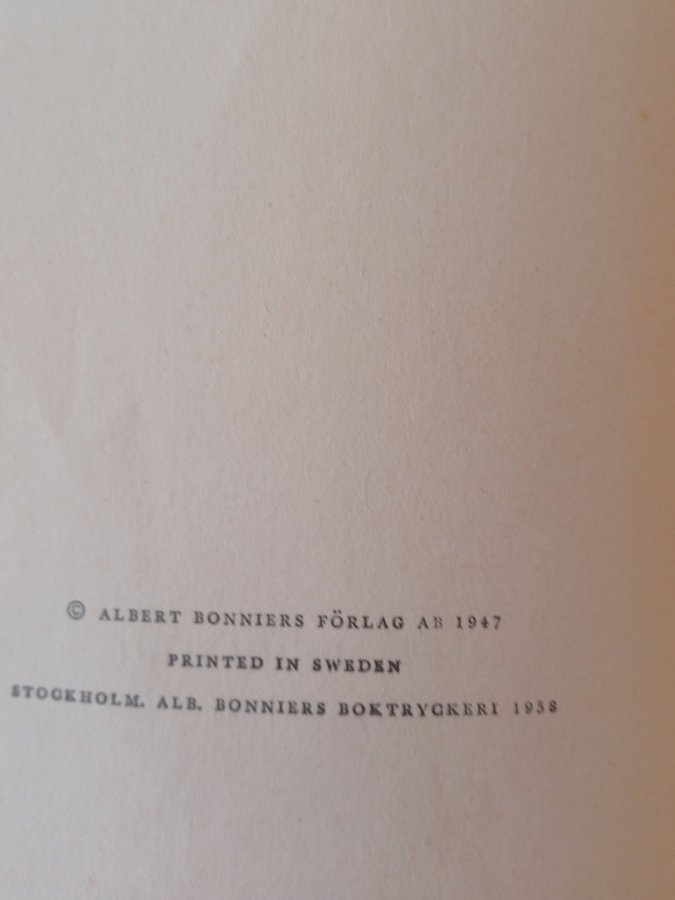 © ALBERT BONNIERS FÖRLAG AB 1947
PRINTED IN SWEDEN
STOCKHOLM. ALB. BONNIERS BOKTRYCKERI 1958